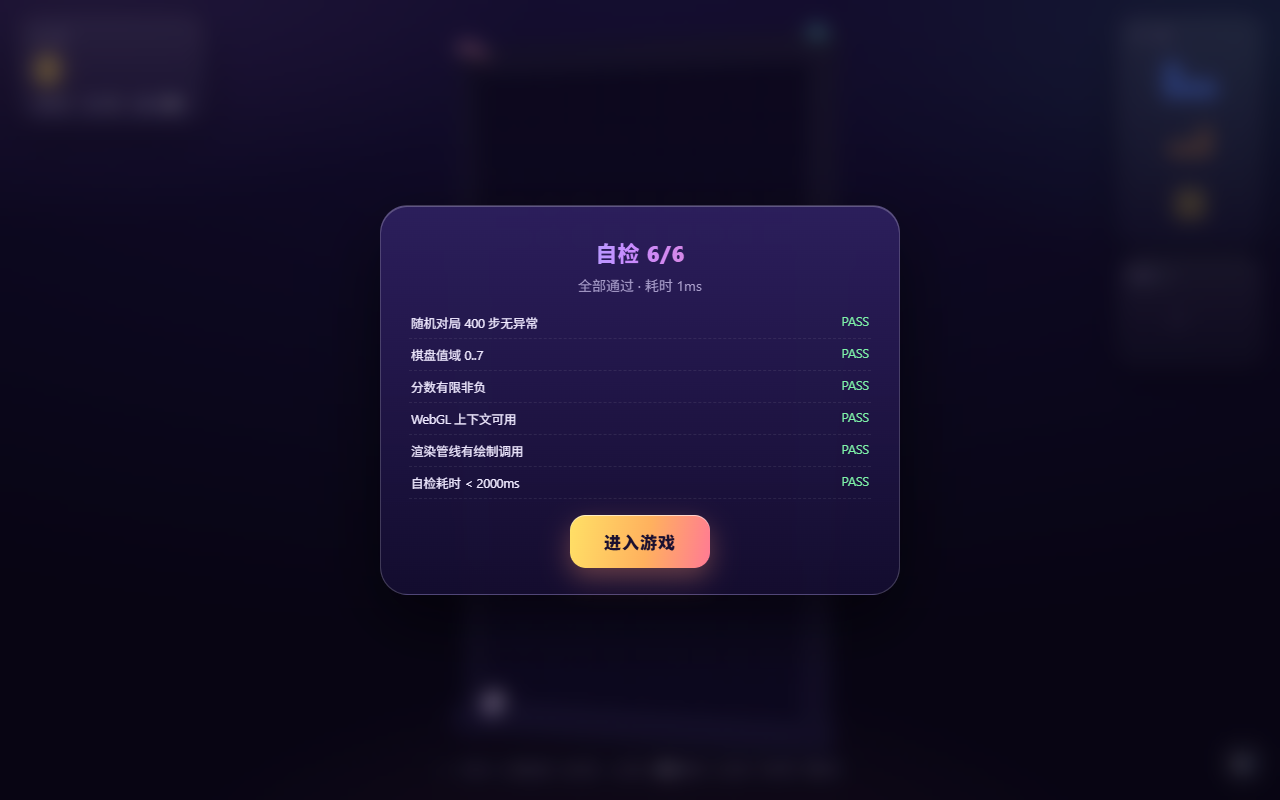 自检 6/6
全部通过 · 耗时 1ms
随机对局 400 步无异常 PASS
棋盘值域 0..7 PASS
分数有限非负 PASS
WebGL 上下文可用 PASS
渲染管线有绘制调用 PASS
自检耗时 < 2000ms PASS
进入游戏